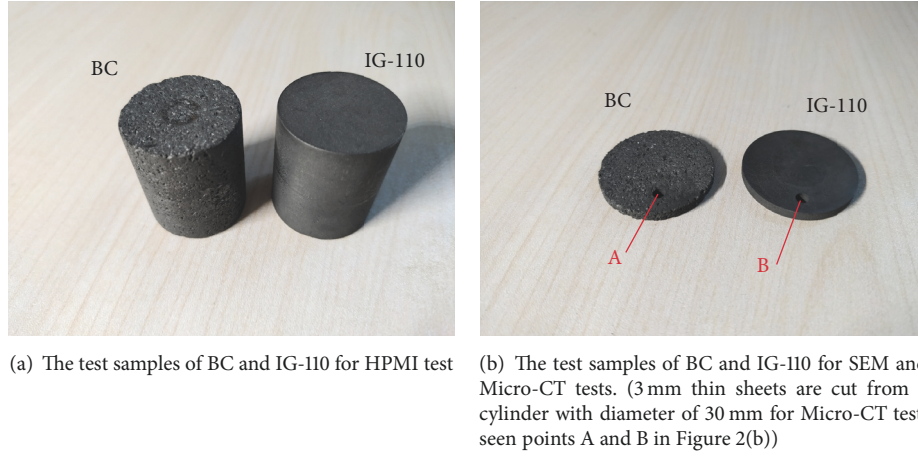 BC
IG-110
BC
IG-110
A
B
(a) The test samples of BC and IG-110 for HPMI test
(b) The test samples of BC and IG-110 for SEM and
Micro-CT tests. (3 mm thin sheets are cut from
cylinder with diameter of 30 mm for Micro-CT test
seen points A and B in Figure 2(b))